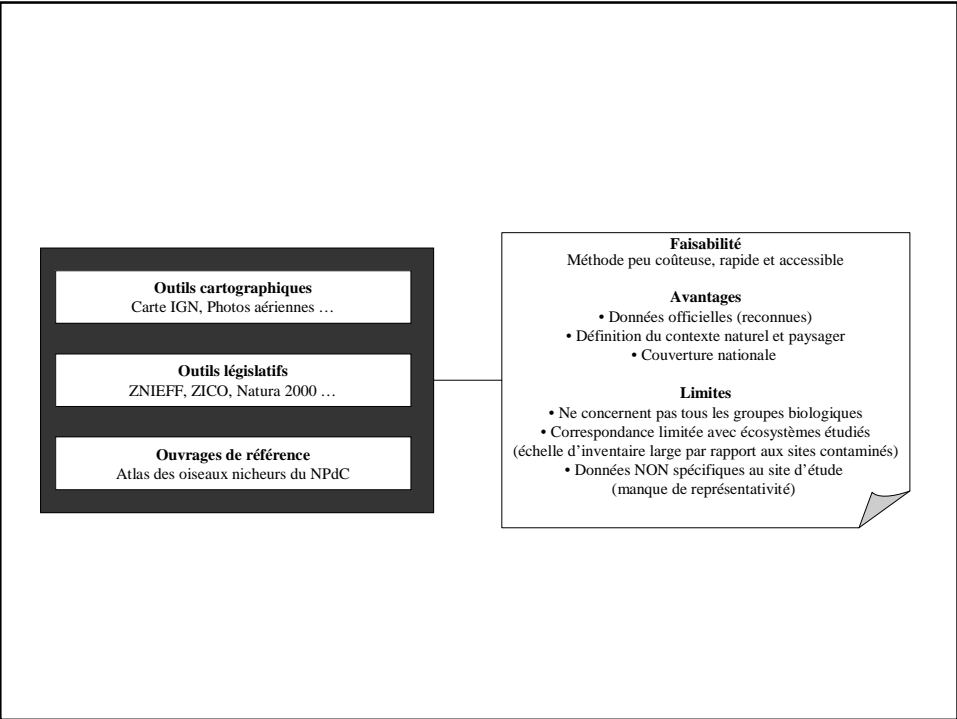 Outils cartographiques
Carte IGN, Photos aériennes …
Outils législatifs
ZNIEFF, ZICO, Natura 2000 …
Ouvrages de référence
Atlas des oiseaux nicheurs du NPdC
Faisabilité
Méthode peu coûteuse, rapide et accessible
Avantages
• Données officielles (reconnues)
• Définition du contexte naturel et paysager
• Couverture nationale
Limites
• Ne concernent pas tous les groupes biologiques
• Correspondance limitée avec écosystèmes étudiés
(échelle d’inventaire large par rapport aux sites contaminés)
• Données NON spécifiques au site d’étude
(manque de représentativité)